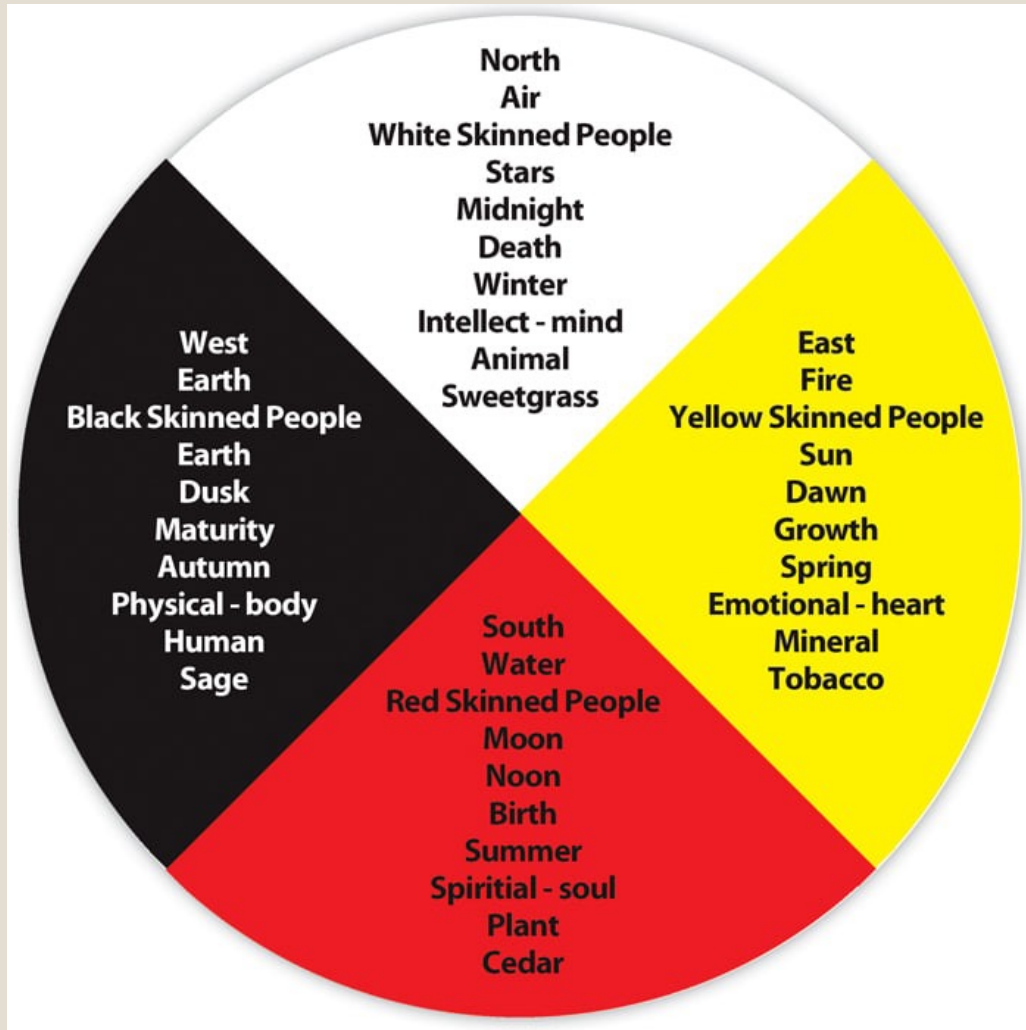 North
Air
White Skinned People
Stars
Midnight
Death
Winter
Intellect - mind
Animal
Sweetgrass
West
Earth
Black Skinned People
Earth
Dusk
Maturity
Autumn
Physical - body
Human
Sage
East
Fire
Yellow Skinned People
Sun
Dawn
Growth
Spring
Emotional - heart
Mineral
Tobacco
South
Water
Red Skinned People
Moon
Noon
Birth
Summer
Spiritial - soul
Plant
Cedar